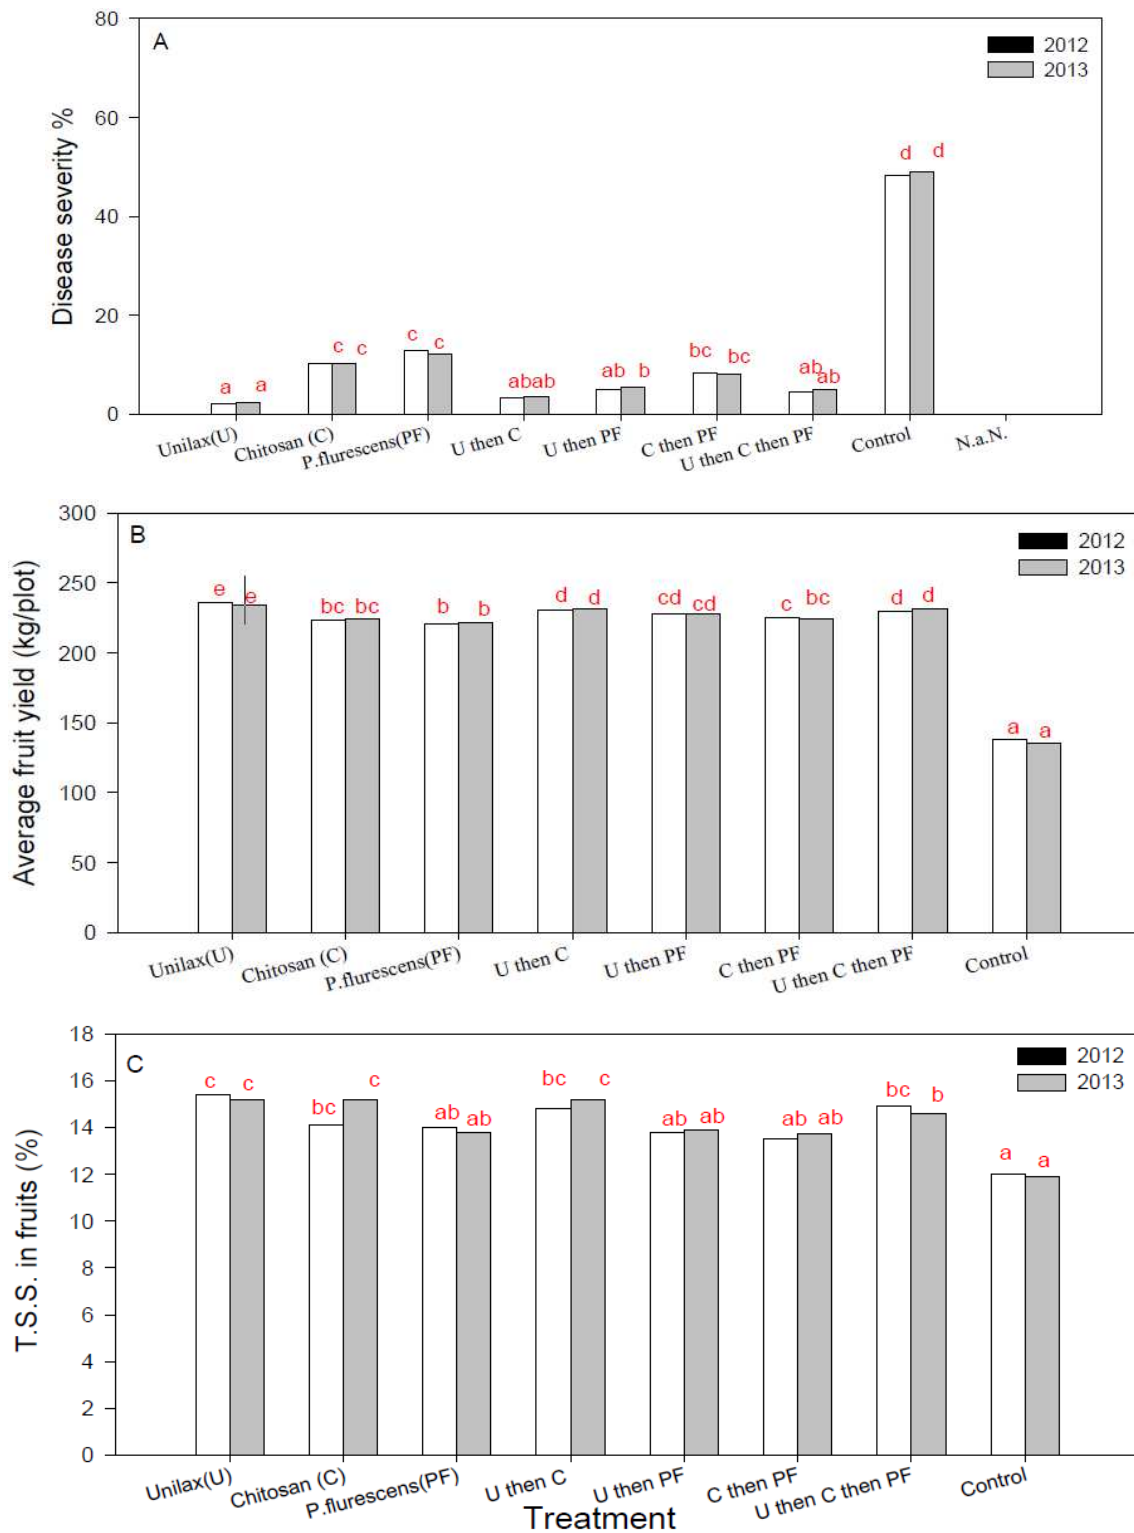 A
2012
2013
Disease severity %
80
60
40
20
0
a a
c c
c c
ab ab
ab b
bc bc
ab ab
d d
Unilax(U)
Chitosan (C)
P.flurescens(PF)
U then C
U then PF
C then PF
U then C then PF
Control
N.a.N.
B
2012
2013
Average fruit yield (kg/plot)
300
250
200
150
100
50
0
e e
bc bc
b b
d d
cd cd
c bc
d d
a a
Unilax(U)
Chitosan (C)
P.flurescens(PF)
U then C
U then PF
C then PF
U then C then PF
Control
C
2012
2013
T.S.S. in fruits (%)
18
16
14
12
10
8
6
4
2
0
c c
bc c
ab ab
bc c
ab ab
ab ab
bc b
a a
Unilax(U)
Chitosan (C)
P.flurescens(PF)
U then C
U then PF
C then PF
U then C then PF
Control
Treatment